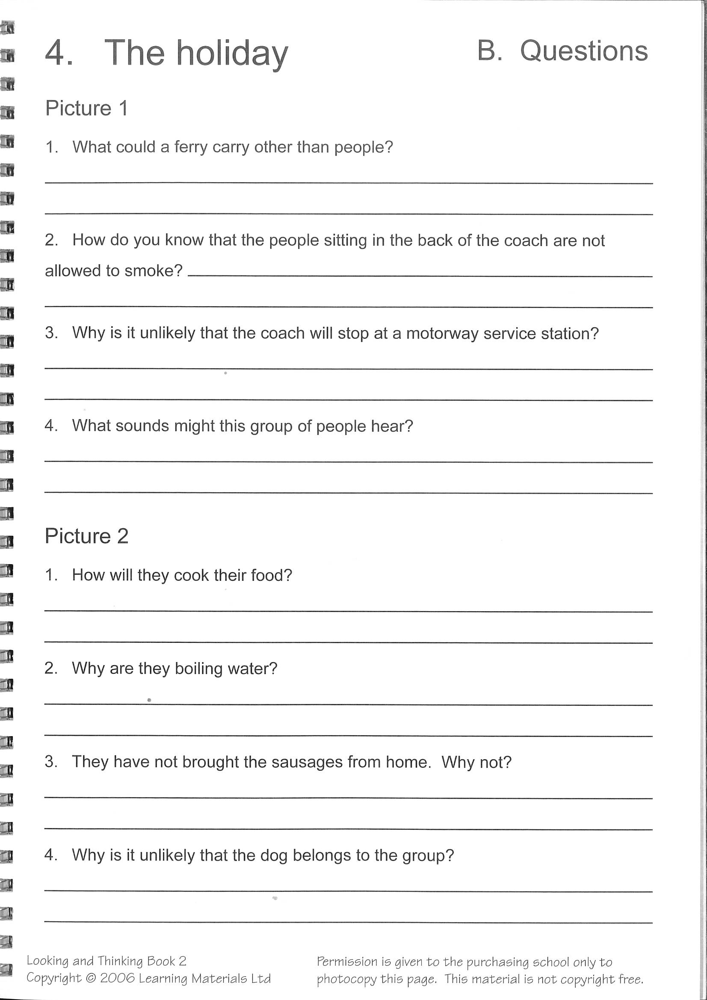 4. The holiday
B. Questions
Picture 1
1. What could a ferry carry other than people?
2. How do you know that the people sitting in the back of the coach are not
allowed to smoke?
3. Why is it unlikely that the coach will stop at a motorway service station?
4. What sounds might this group of people hear?
Picture 2
1. How will they cook their food?
2. Why are they boiling water?
3. They have not brought the sausages from home. Why not?
4. Why is it unlikely that the dog belongs to the group?
Looking and Thinking Book 2
Copyright © 2006 Learning Materials Ltd
Permission is given to the purchasing school only to
photocopy this page. This material is not copyright free.